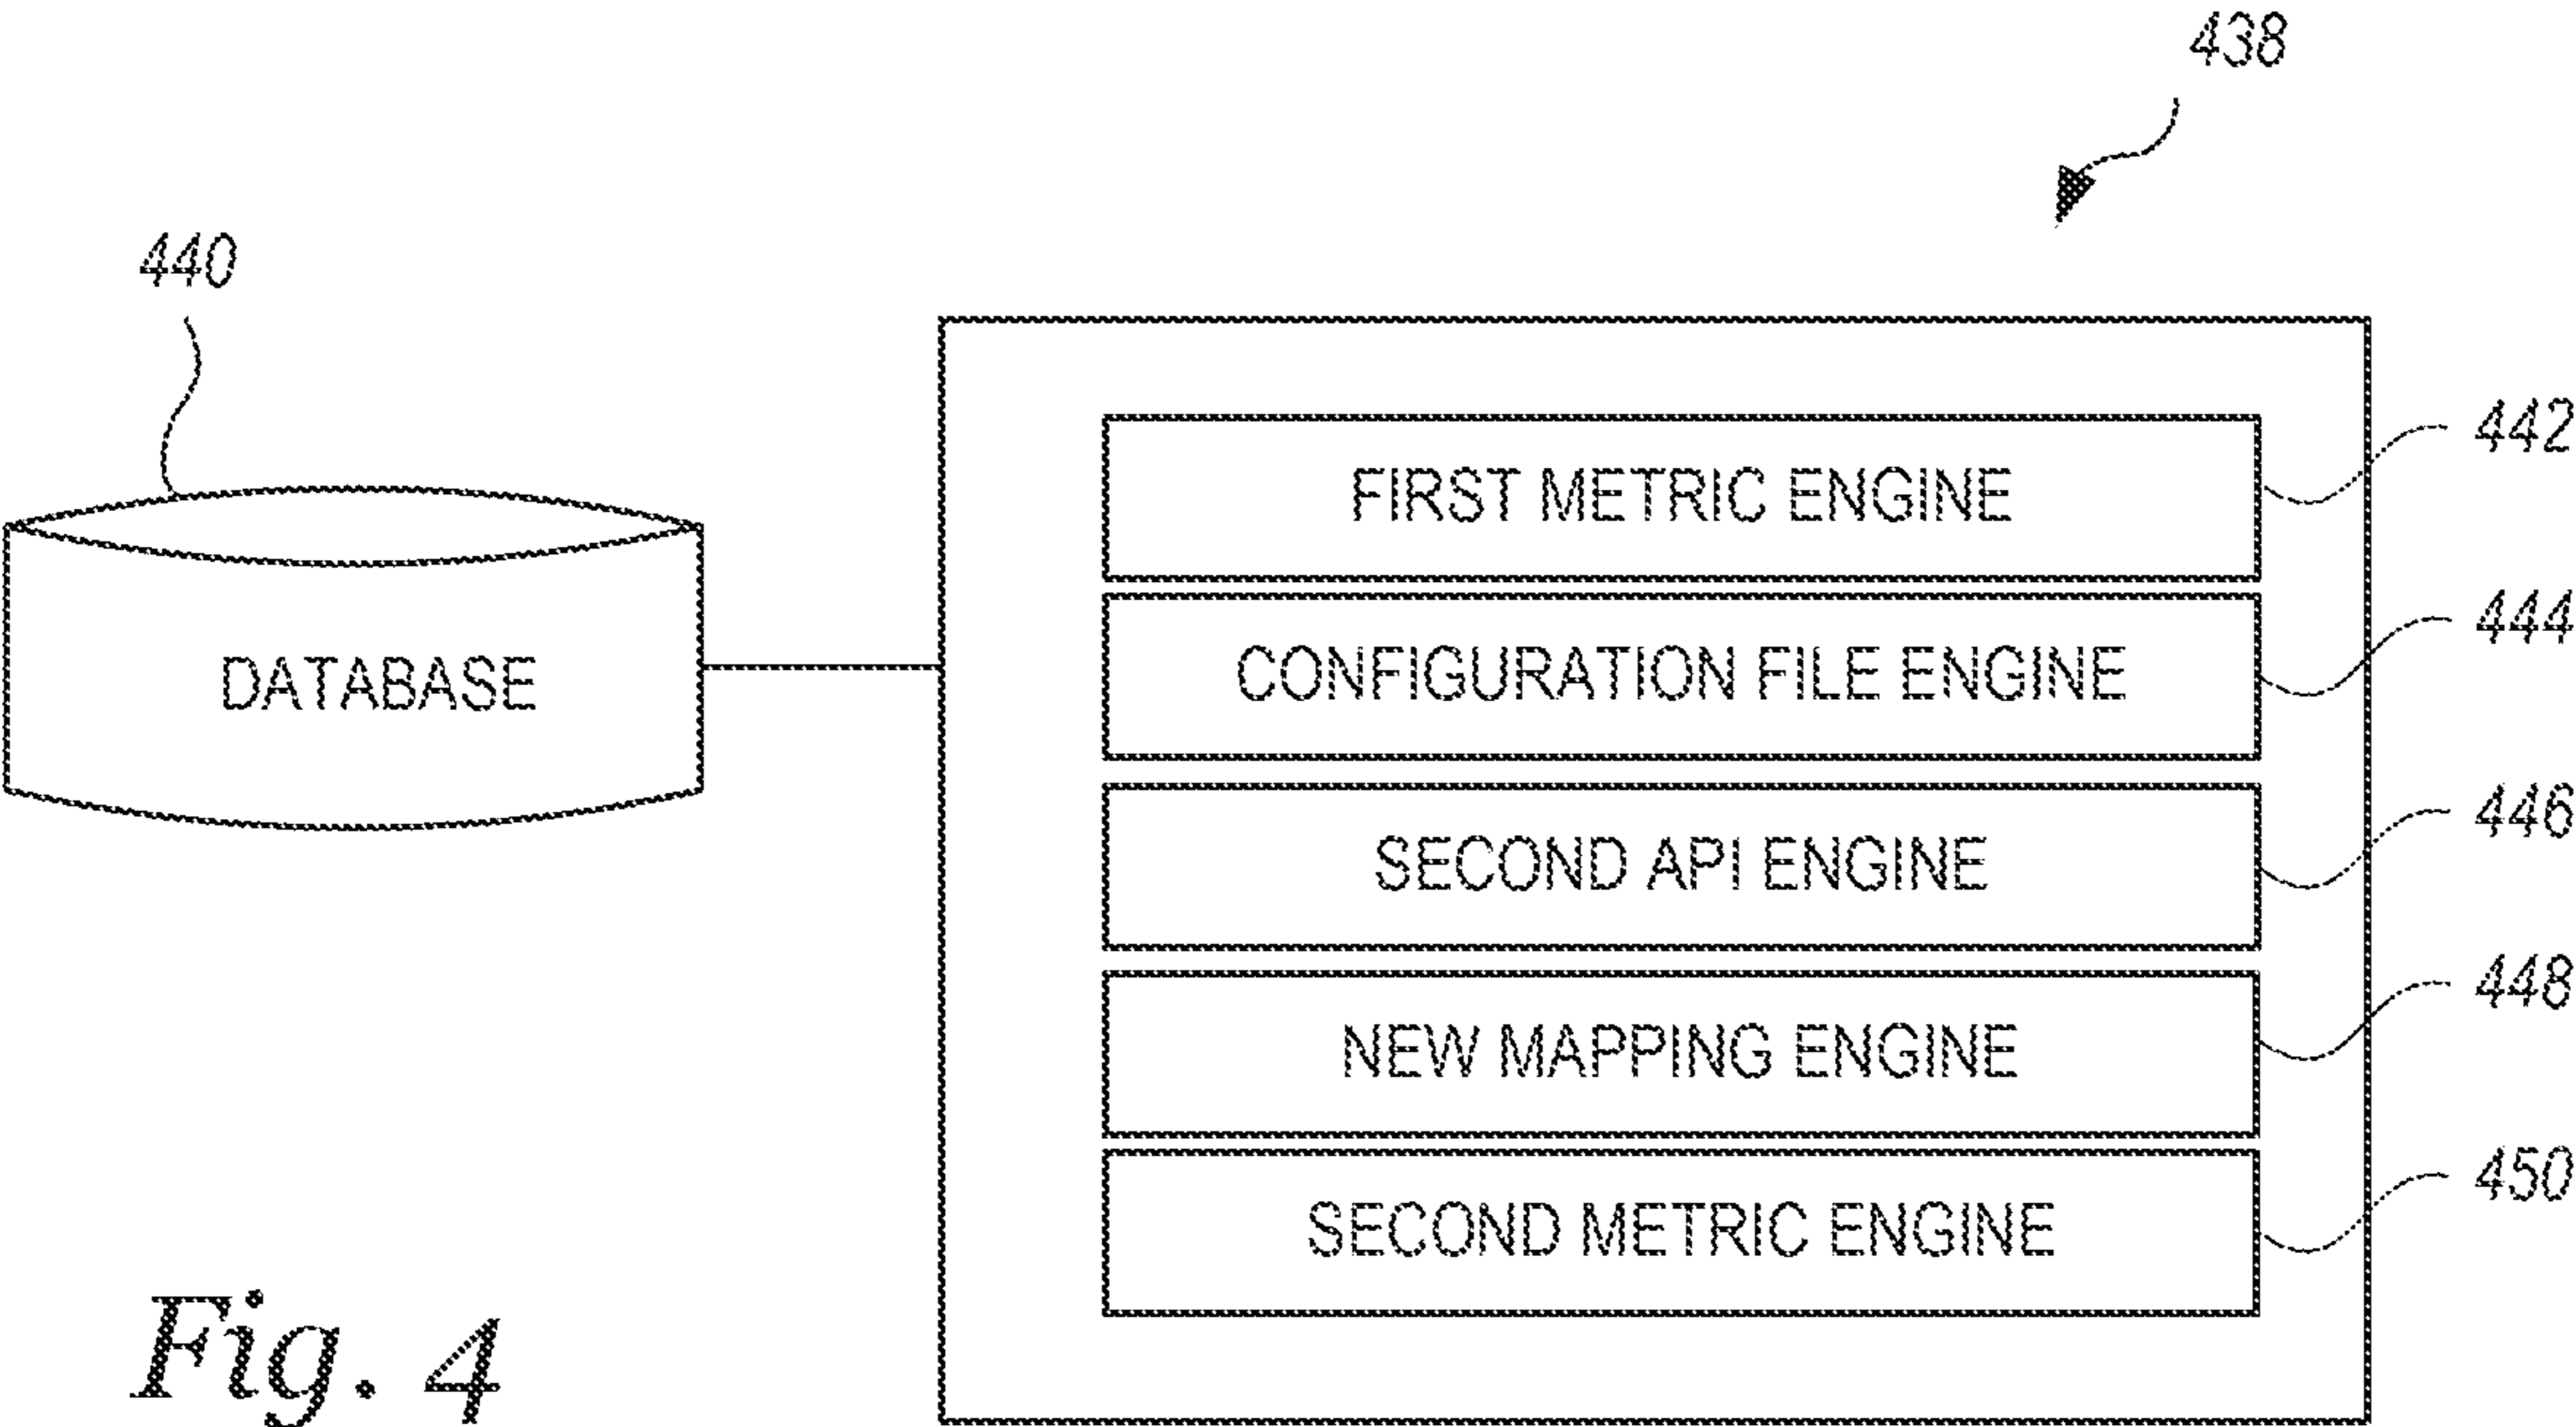 438
440
442
FIRST METRIC ENGINE
444
CONFIGURATION FILE ENGINE
DATABASE
446
SECOND API ENGINE
448
NEW MAPPING ENGINE
450
SECOND METRIC ENGINE
Fig. 4